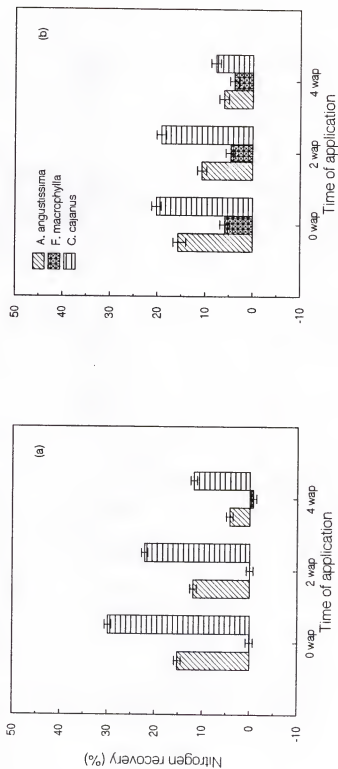 (a)
Nitrogen recovery (%)
50
40
30
20
10
0
-10
0 wap 2 wap 4 wap
Time of application
(b)
A. angustissima
F. macrophylla
C. cajanus
50
40
30
20
10
0
-10
0 wap 2 wap 4 wap
Time of application